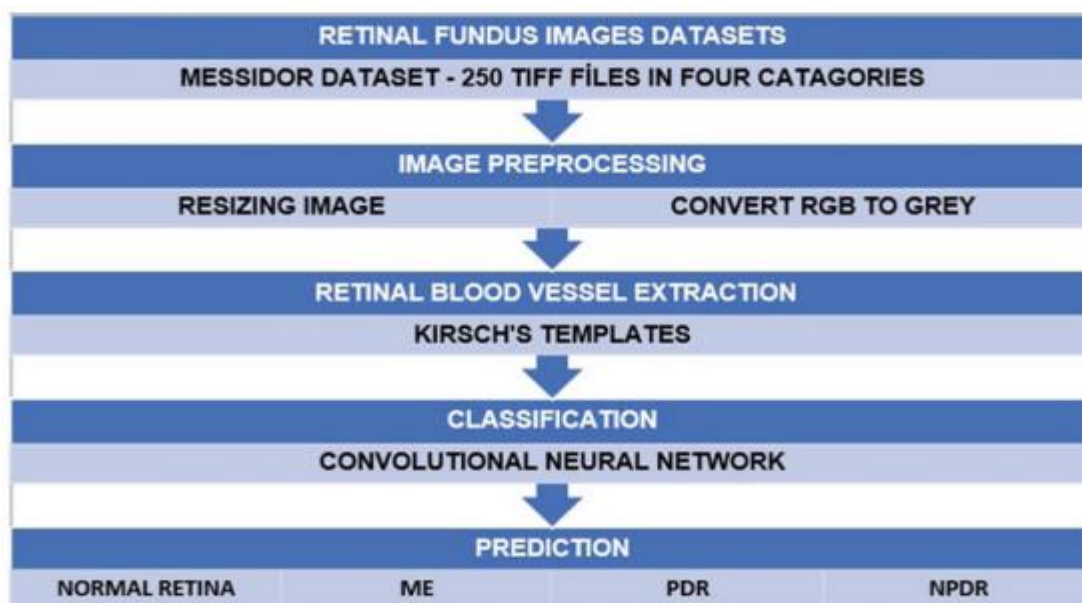 RETINAL FUNDUS IMAGES DATASETS
MESSIDOR DATASET - 250 TIFF FİLES IN FOUR CATAGORIES
IMAGE PREPROCESSING
RESIZING IMAGE CONVERT RGB TO GREY
RETINAL BLOOD VESSEL EXTRACTION
KIRSCH'S TEMPLATES
CLASSIFICATION
CONVOLUTIONAL NEURAL NETWORK
PREDICTION
NORMAL RETINA ME PDR NPDR